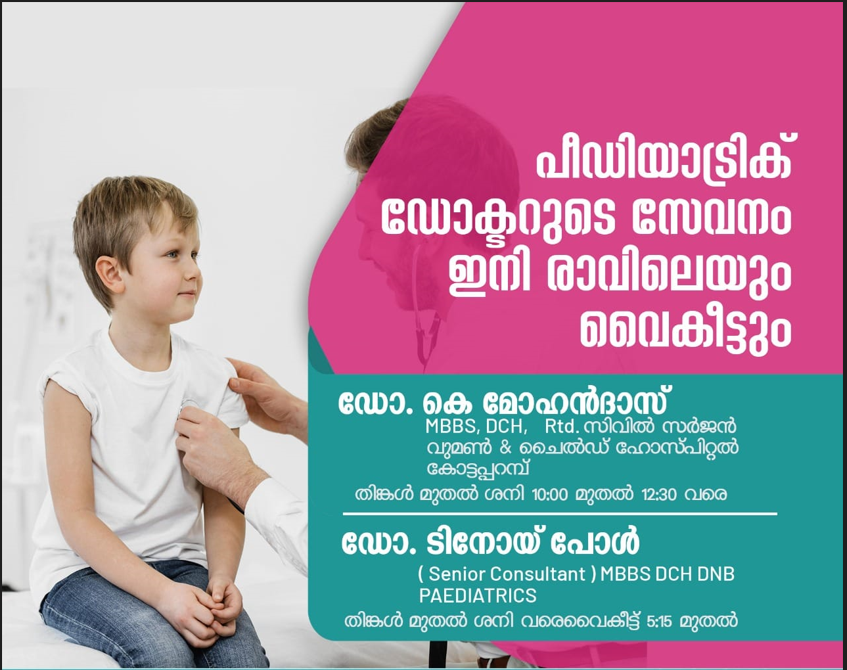 പീഡിയാട്രിക്
ഡോക്ടറുടെ സേവനം
ഇനി രാവിലെയും
വൈകീട്ടും
ഡോ. കെ മോഹൻദാസ്
MBBS, DCH, Rtd. സിവിൽ സർജൻ
വുമൺ & ചൈൽഡ് ഹോസ്പിറ്റൽ
കോട്ടപ്പറമ്പ്
തിങ്കൾ മുതൽ ശനി 10:00 മുതൽ 12:30 വരെ
ഡോ. ടിനോയ് പോൾ
( Senior Consultant ) MBBS DCH DNB
PAEDIATRICS
തിങ്കൾ മുതൽ ശനി വരെവൈകീട്ട് 5:15 മുതൽ